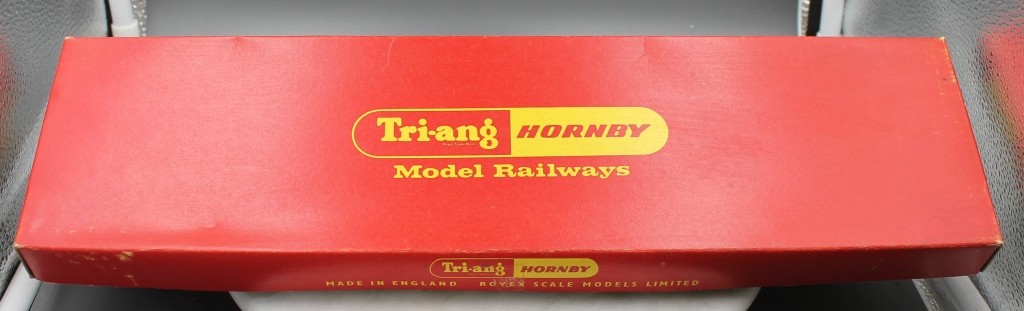 Tri-ang HORNBY
Model Railways
Tri-ang HORNBY
MADE IN ENGLAND ROVEX SCALE MODELS LIMITED